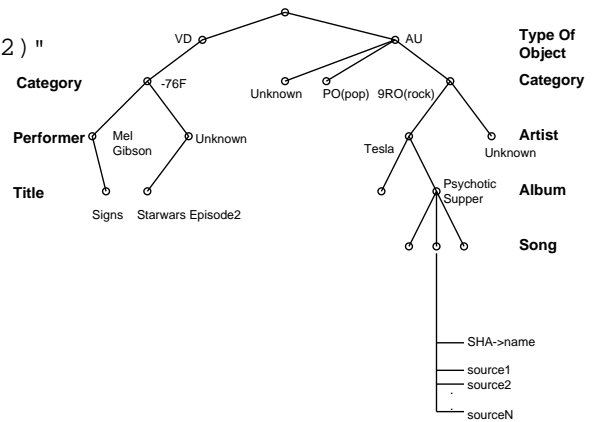 2)"
VD
AU
Type Of
Object
Category
-76F
Unknown
PO(pop)
9RO(rock)
Category
Performer
Mel
Gibson
Unknown
Tesla
Unknown
Artist
Title
Signs
Starwars Episode2
Psychotic
Supper
Album
Song
SHA->name
source1
source2
.
.
sourceN